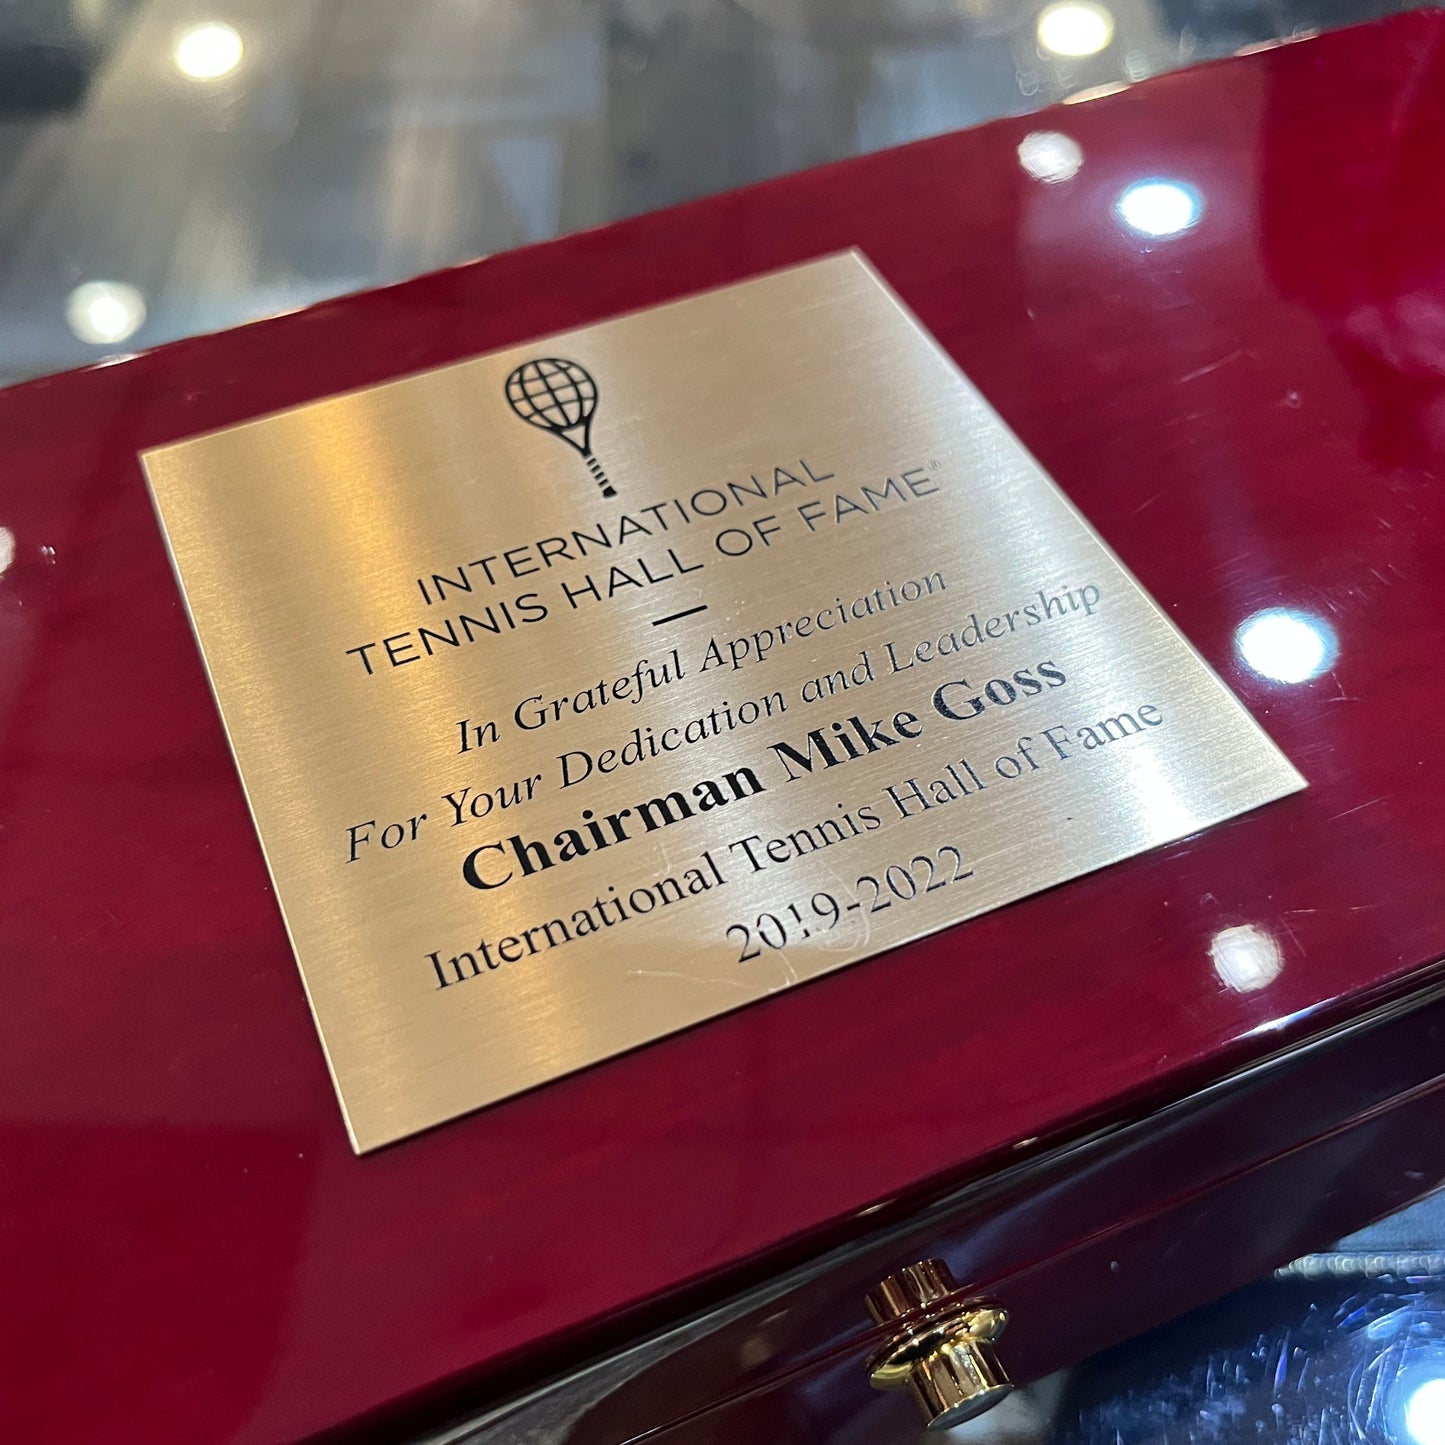 INTERNATIONAL
TENNIS HALL OF FAME®
In Grateful Appreciation
For Your Dedication and Leadership
Chairman Mike Goss
International Tennis Hall of Fame
2019-2022